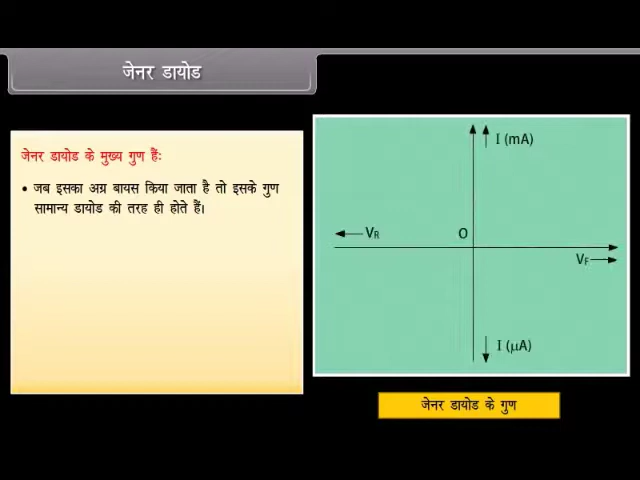 जेनर डायोड
जेनर डायोड के मुख्य गुण हैं:
• जब इसका अग्र बायस किया जाता है तो इसके गुण
सामान्य डायोड की तरह ही होते हैं।
I (mA)
VR
O
VF
I (μA)
जेनर डायोड के गुण